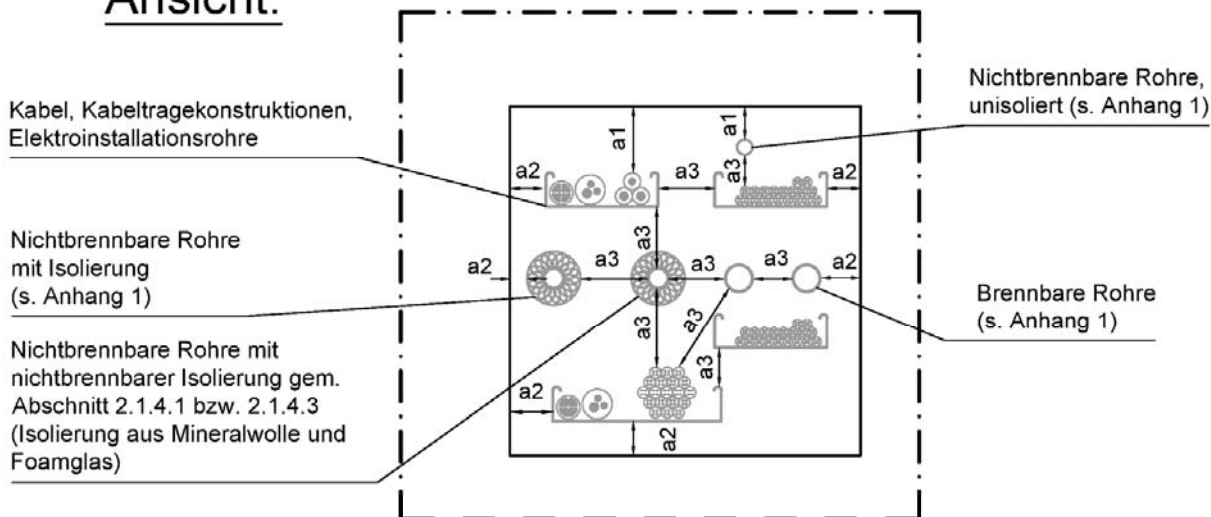 Ansicht:
Kabel, Kabeltragekonstruktionen,
Elektroinstallationsrohre
Nichtbrennbare Rohre
mit Isolierung
(s. Anhang 1)
Nichtbrennbare Rohre mit
nichtbrennbarer Isolierung gem.
Abschnitt 2.1.4.1 bzw. 2.1.4.3
(Isolierung aus Mineralwolle und
Foamglas)
a1
a1
a2
a3
a3
a2
a3
a2
a3
a3
a3
a2
a3
a3
a3
a2
a2
Nichtbrennbare Rohre,
unisoliert (s. Anhang 1)
Brennbare Rohre
(s. Anhang 1)